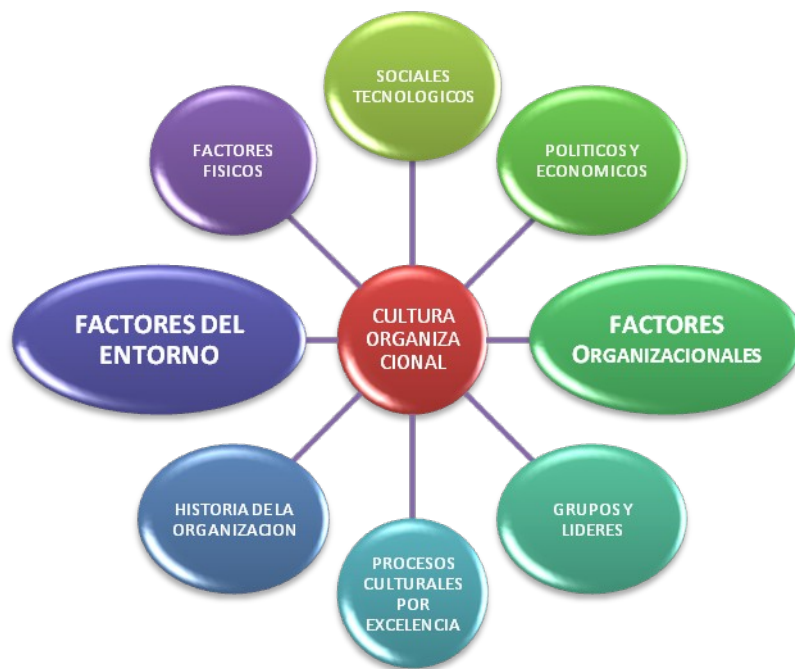 SOCIALES
TECNOLOGICOS
FACTORES
FISICOS
POLITICOS Y
ECONOMICOS
FACTORES DEL
ENTORNO
CULTURA
ORGANIZA
CIONAL
FACTORES
ORGANIZACIONALES
HISTORIA DE LA
ORGANIZACION
GRUPOS Y
LIDERES
PROCESOS
CULTURALES
POR
EXCELENCIA